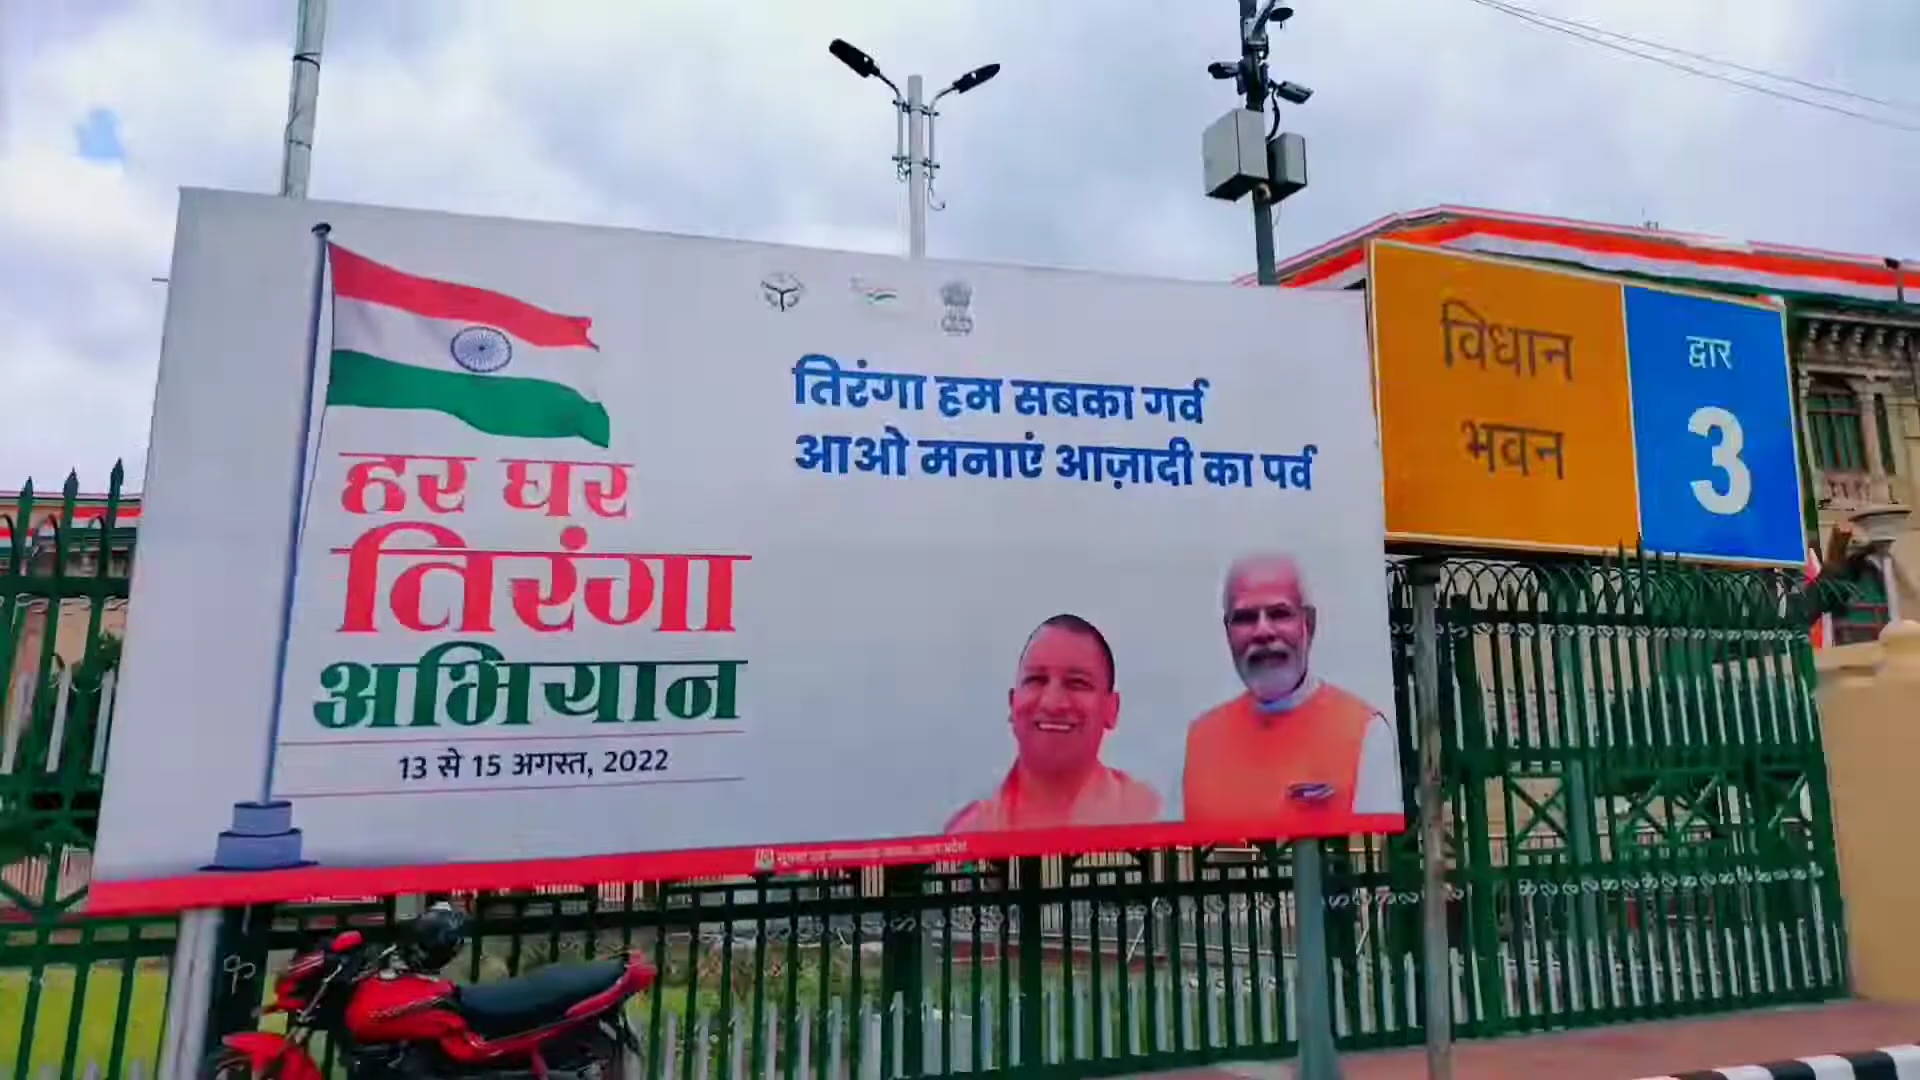 हर घर
तिरंगा
अभियान
13 से 15 अगस्त, 2022
तिरंगा हम सबका गर्व
आओ मनाएं आज़ादी का पर्व
विधान
भवन
द्वार
3